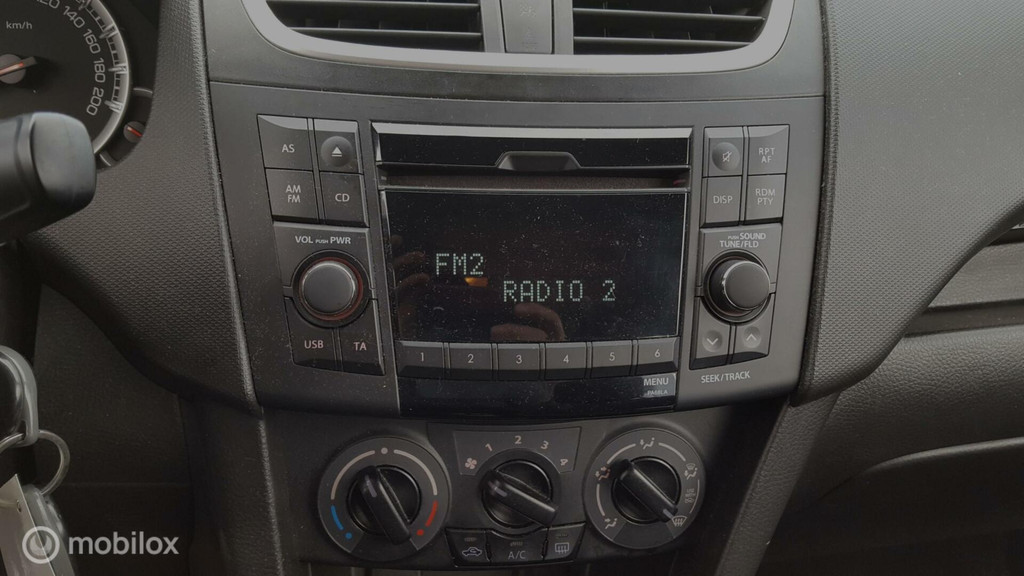 km/h
120 140 160 180 200
AS
AM
FM
CD
RPT
AF
DISP
RDM
PTY
VOL PUSH PWR
PUSH SOUND
TUNE/FLD
FM2
RADIO 2
USB TA
1 2 3 4 5 6
MENU
SEEK/TRACK
1 2 3 4
A/C
mobilox